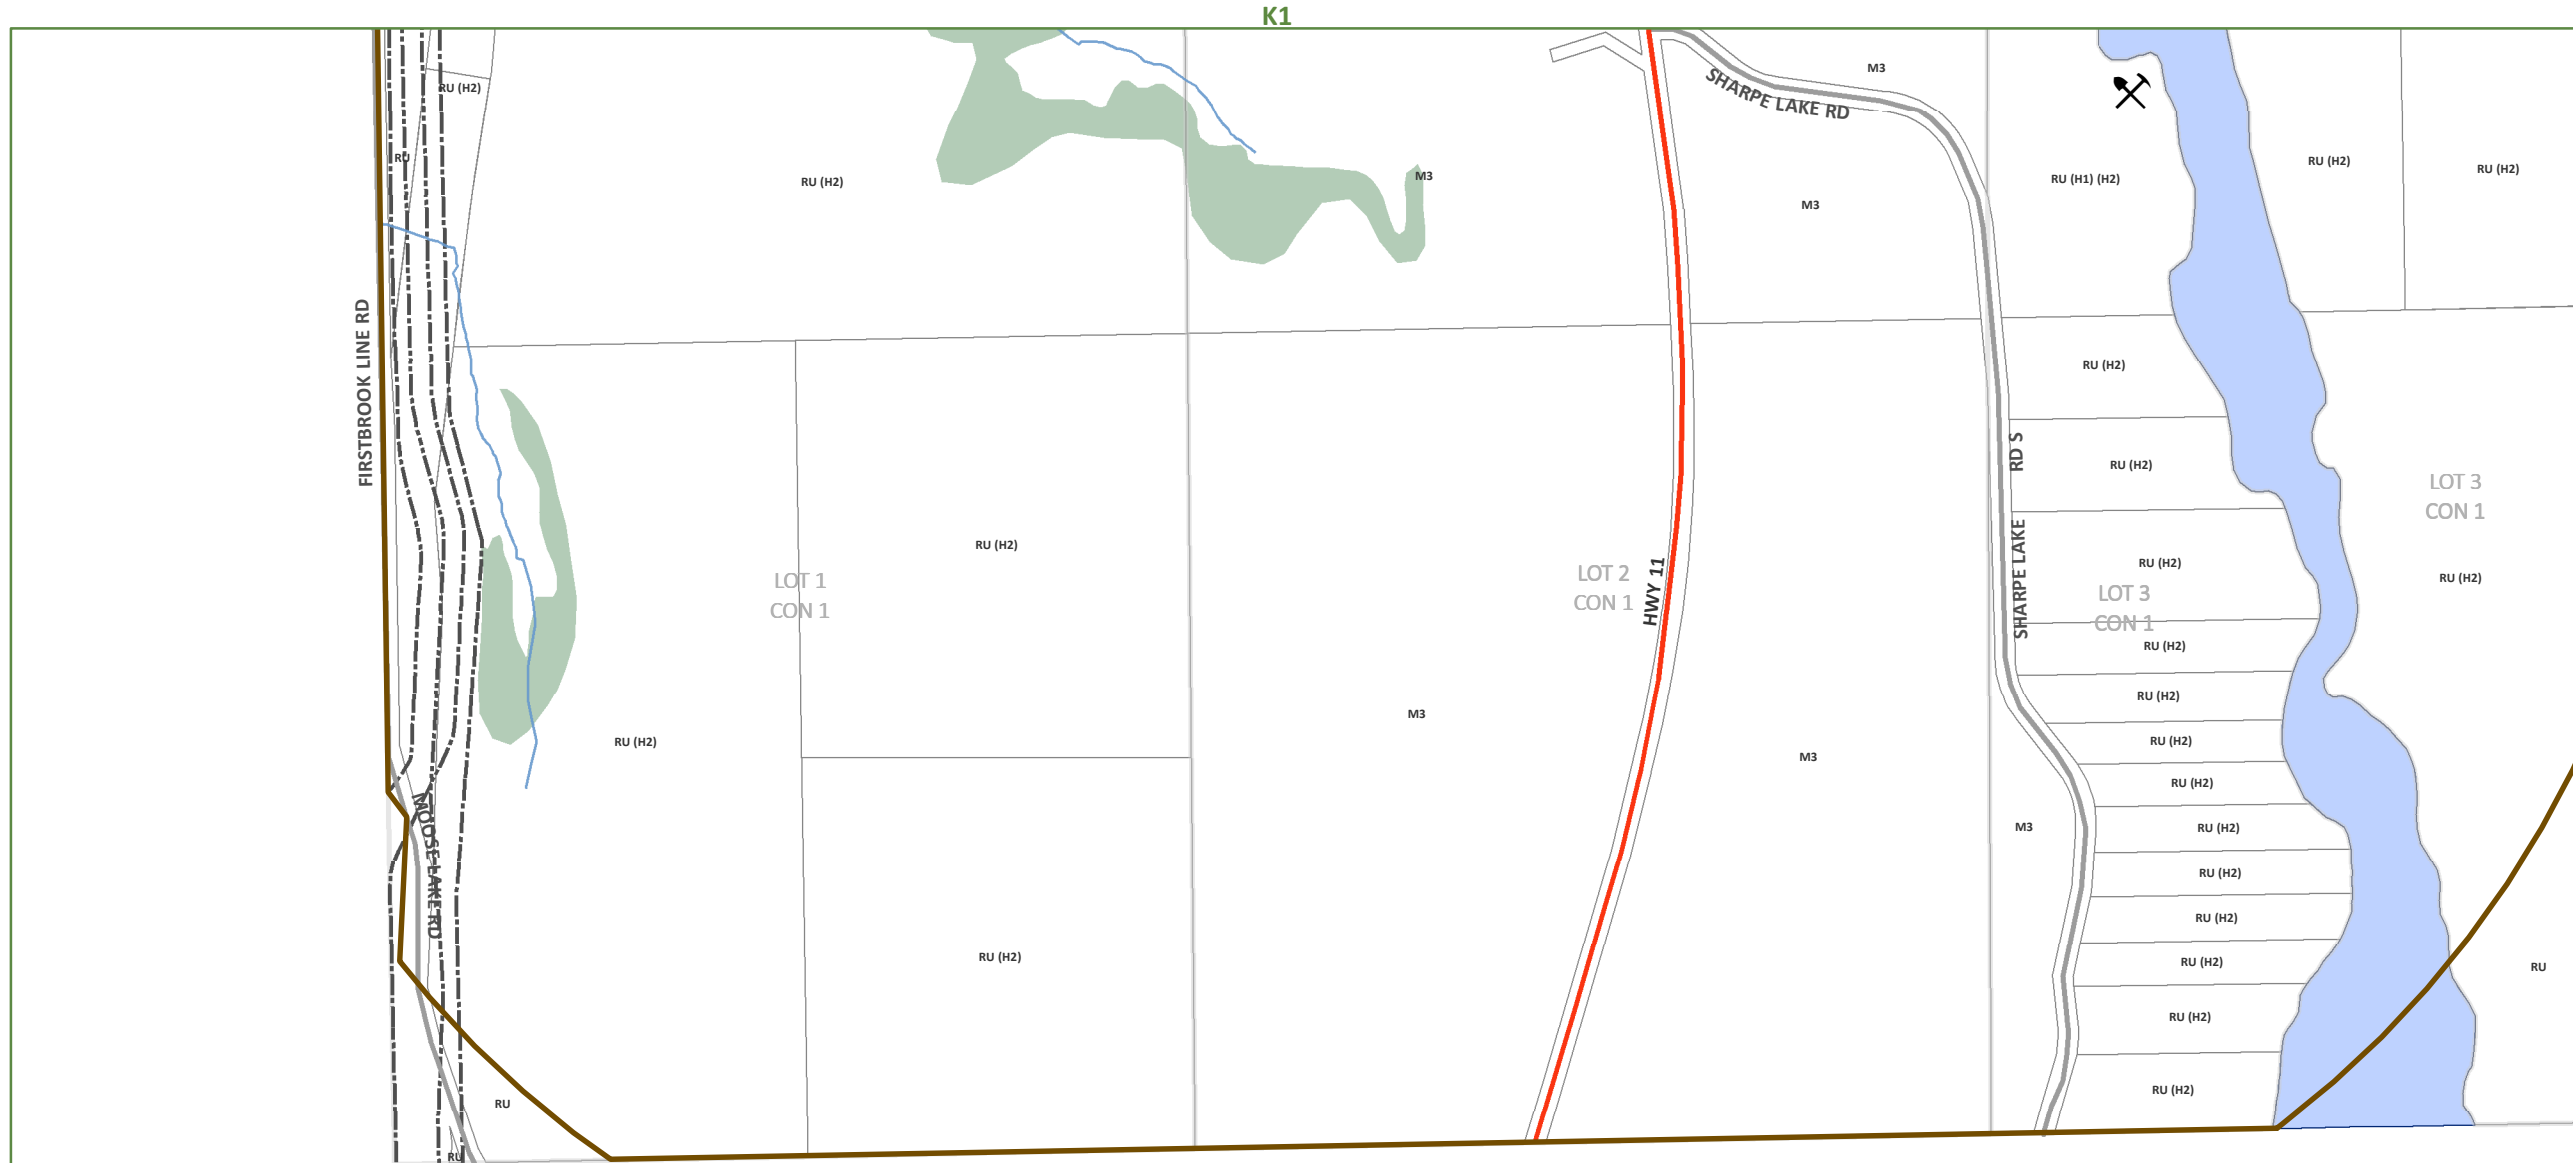 K1
M3
SHARPE LAKE RD
RU (H2)
RU
RU (H2)
M3
M3
RU (H1) (H2)
RU (H2)
RU (H2)
FIRSTBROOK LINE RD
RU (H2)
RU (H2)
SHARPE LAKE RD S
LOT 3
CON 1
RU (H2)
LOT 1
CON 1
LOT 2
CON 1
HWY 11
RU (H2)
RU (H2)
LOT 3
CON 1
RU (H2)
RU (H2)
RU (H2)
M3
RU (H2)
RU (H2)
M3
RU (H2)
MOOSE LAKE RD
M3
RU (H2)
RU (H2)
RU (H2)
RU (H2)
RU (H2)
RU
RU (H2)
RU
RU (H2)
RU